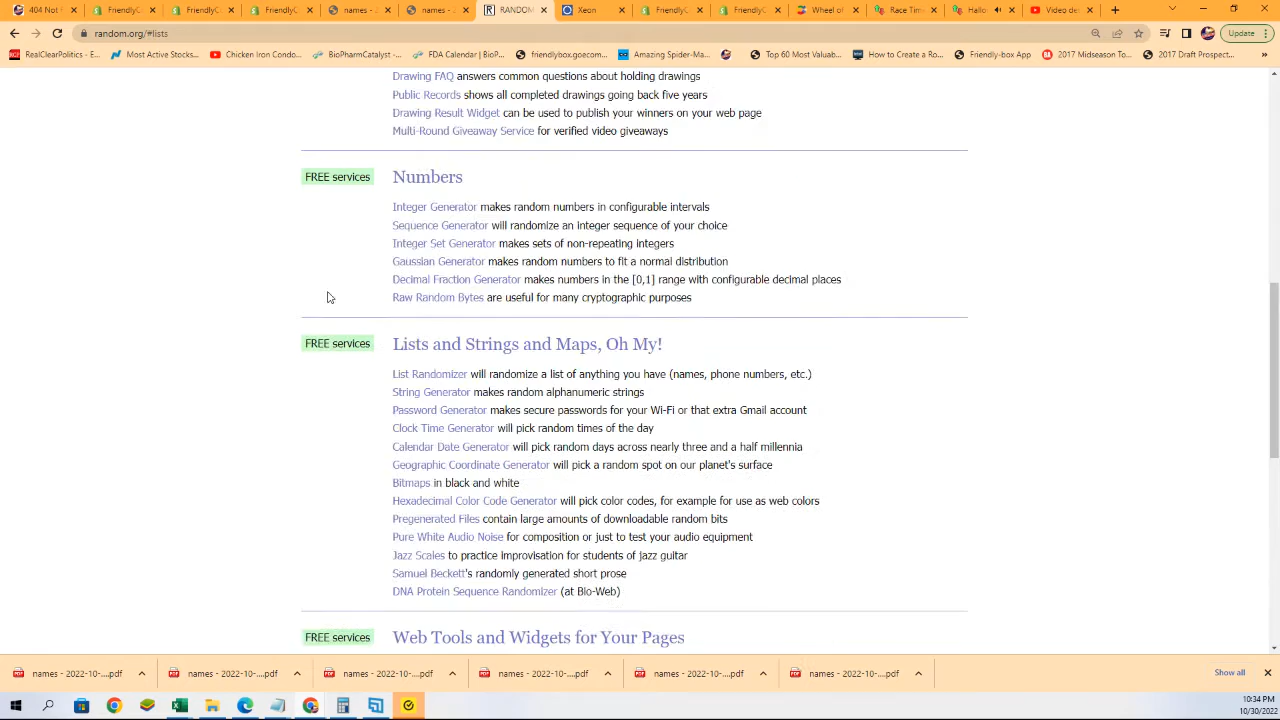 404 Not F
FriendlyC
FriendlyC
FriendlyC
names - 2
names - 2
RANDOM
Xeon
FriendlyC
FriendlyC
Wheel of
Race Tim
Hallo
Video de
random.org/#lists
Update
RealClearPolitics - E...
Most Active Stocks...
Chicken Iron Condo...
BioPharmCatalyst -...
FDA Calendar | BioP...
friendlybox.goecom...
Amazing Spider-Ma...
Top 60 Most Valuab...
How to Create a Ro...
Friendly-box App
2017 Midseason To...
2017 Draft Prospect...
Drawing FAQ answers common questions about holding drawings
Public Records shows all completed drawings going back five years
Drawing Result Widget can be used to publish your winners on your web page
Multi-Round Giveaway Service for verified video giveaways
FREE services
Numbers
Integer Generator makes random numbers in configurable intervals
Sequence Generator will randomize an integer sequence of your choice
Integer Set Generator makes sets of non-repeating integers
Gaussian Generator makes random numbers to fit a normal distribution
Decimal Fraction Generator makes numbers in the [0,1] range with configurable decimal places
Raw Random Bytes are useful for many cryptographic purposes
FREE services
Lists and Strings and Maps, Oh My!
List Randomizer will randomize a list of anything you have (names, phone numbers, etc.)
String Generator makes random alphanumeric strings
Password Generator makes secure passwords for your Wi-Fi or that extra Gmail account
Clock Time Generator will pick random times of the day
Calendar Date Generator will pick random days across nearly three and a half millennia
Geographic Coordinate Generator will pick a random spot on our planet's surface
Bitmaps in black and white
Hexadecimal Color Code Generator will pick color codes, for example for use as web colors
Pregenerated Files contain large amounts of downloadable random bits
Pure White Audio Noise for composition or just to test your audio equipment
Jazz Scales to practice improvisation for students of jazz guitar
Samuel Beckett's randomly generated short prose
DNA Protein Sequence Randomizer (at Bio-Web)
FREE services
Web Tools and Widgets for Your Pages
names - 2022-10-....pdf
names - 2022-10-....pdf
names - 2022-10-....pdf
names - 2022-10-....pdf
names - 2022-10-....pdf
names - 2022-10-....pdf
Show all
10:34 PM
10/30/2022